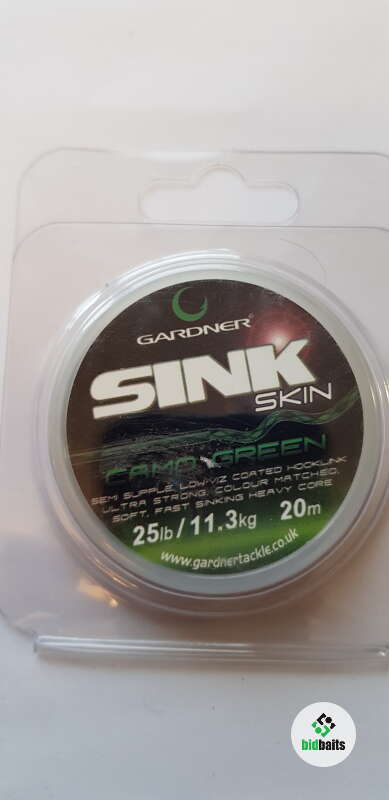 GARDNER
SINK
SKIN
CAMO GREEN
SEMI SUPPLE, LOW-VIZ COATED HOOKLINK
ULTRA STRONG, COLOUR MATCHED,
SOFT, FAST SINKING HEAVY CORE
25lb/11.3kg 20m
www.gardnertackle.co.uk
bidbaits